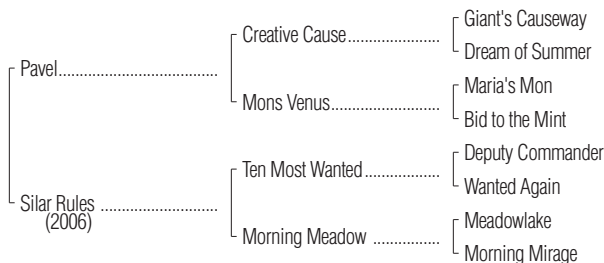 Giant's Causeway
Creative Cause......................
Dream of Summer
Pavel...............................................
Maria's Mon
Mons Venus..........................
Bid to the Mint
Deputy Commander
Ten Most Wanted..................
Wanted Again
Silar Rules ..................................
(2006)
Meadowlake
Morning Meadow ................
Morning Mirage